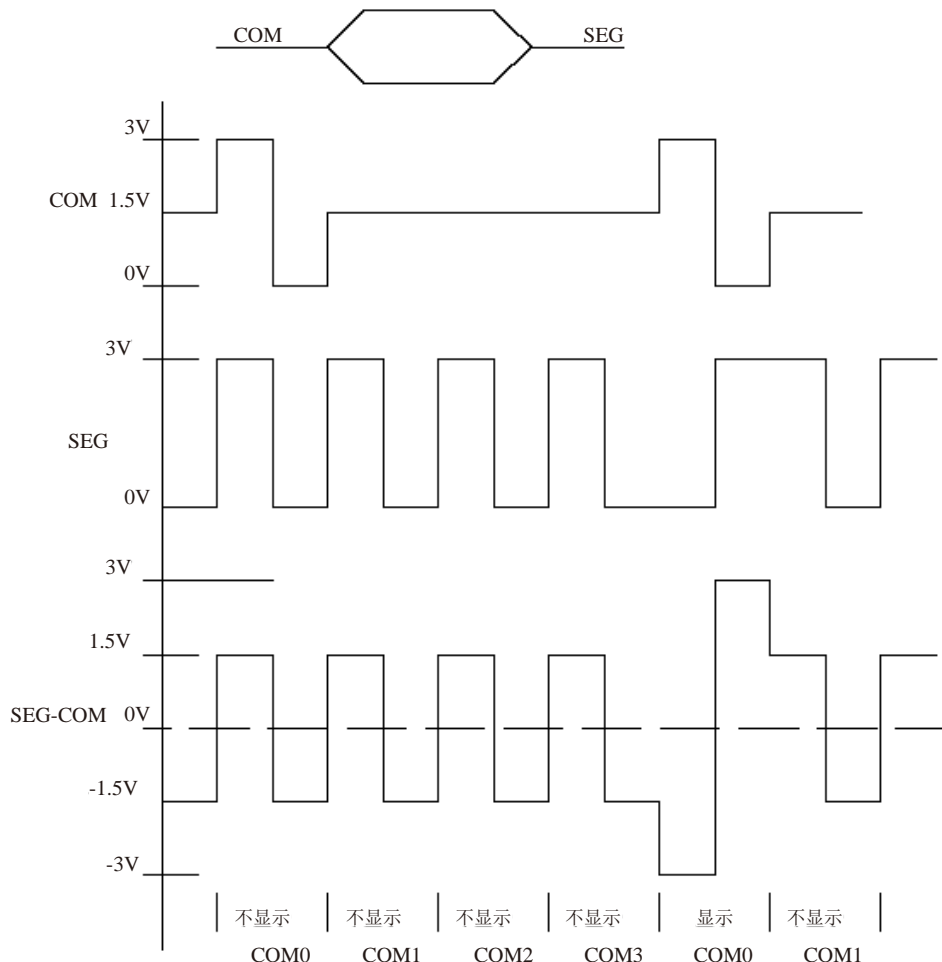 COM SEG
3V
COM 1.5V
0V
3V
SEG
0V
3V
1.5V
SEG-COM 0V
-1.5V
-3V
不显示 不显示 不显示 不显示 显示 不显示
COM0 COM1 COM2 COM3 COM0 COM1